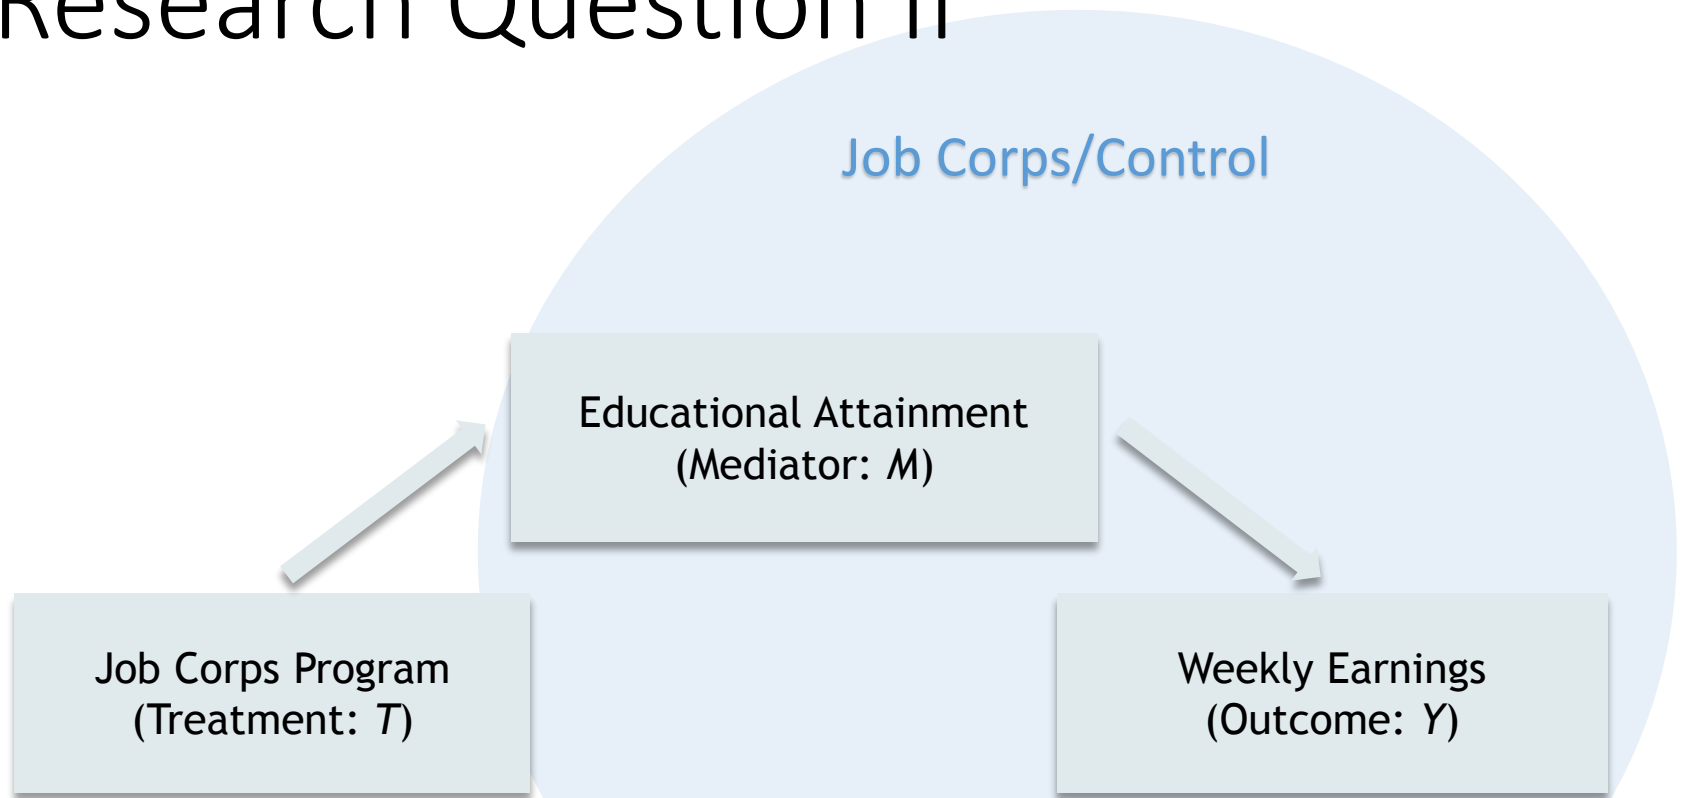 Research Question II
Job Corps/Control
Educational Attainment
(Mediator: M)
Job Corps Program
(Treatment: T)
Weekly Earnings
(Outcome: Y)